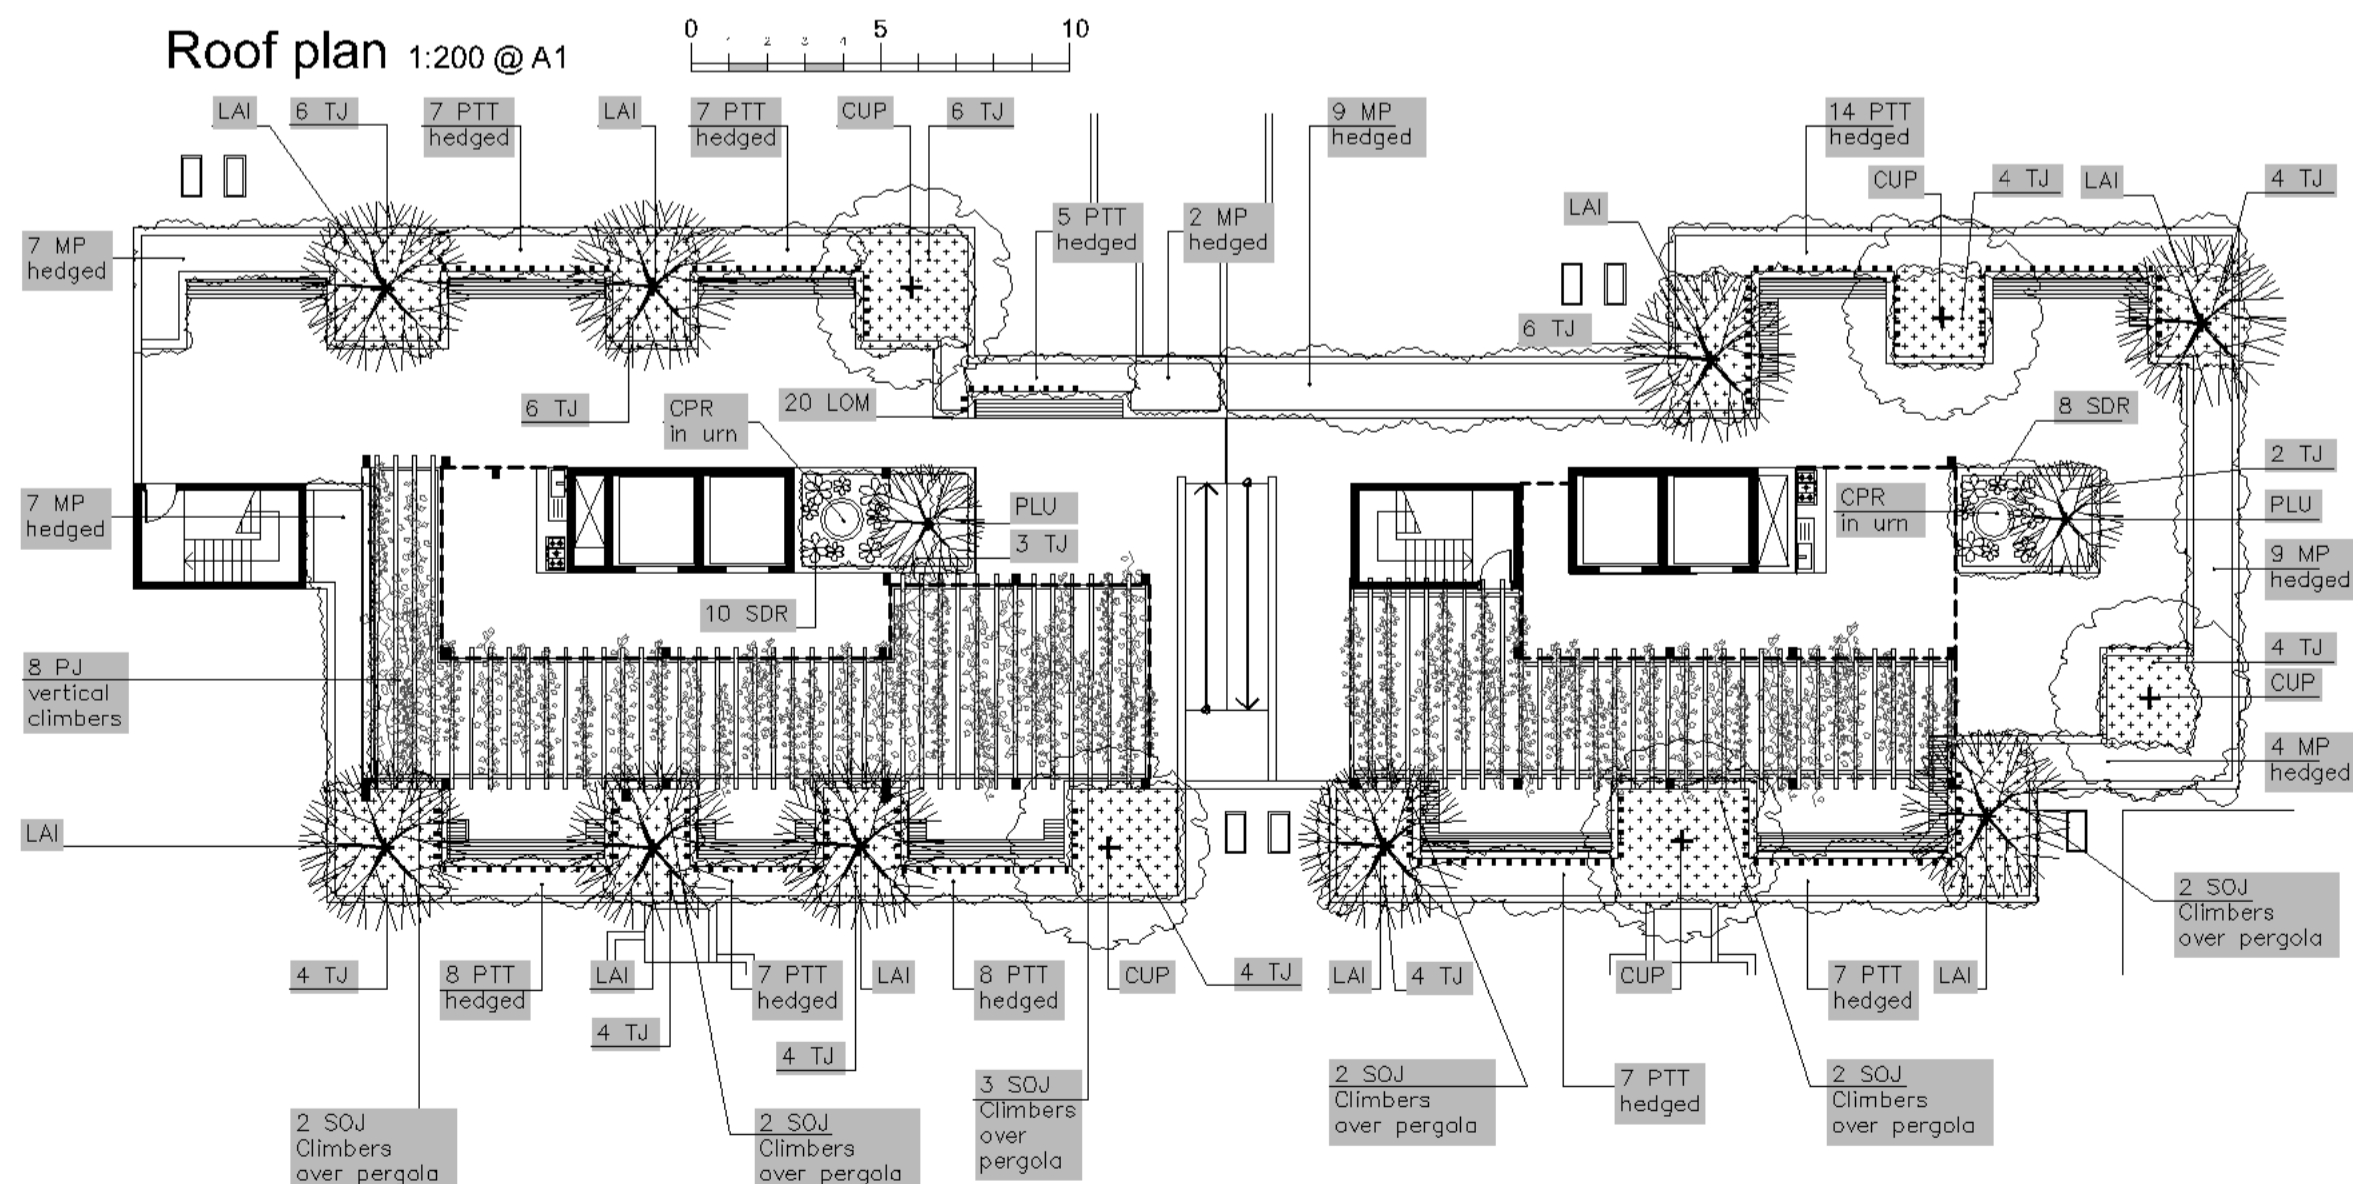 Roof plan 1:200 @ A1
0 1 2 3 4 5 10
LAI
6 TJ
7 PTT
hedged
LAI
7 PTT
hedged
CUP
6 TJ
9 MP
hedged
14 PTT
hedged
CUP
4 TJ
LAI
4 TJ
LAI
5 PTT
hedged
2 MP
hedged
7 MP
hedged
6 TJ
6 TJ
CPR
in urn
20 LOM
8 SDR
2 TJ
7 MP
hedged
PLU
3 TJ
CPR
in urn
PLU
9 MP
hedged
10 SDR
8 PJ
vertical
climbers
4 TJ
CUP
4 MP
hedged
LAI
2 SOJ
Climbers
over pergola
4 TJ
8 PTT
hedged
LAI
7 PTT
hedged
LAI
8 PTT
hedged
CUP
4 TJ
LAI
4 TJ
CUP
7 PTT
hedged
LAI
4 TJ
4 TJ
3 SOJ
Climbers
over
pergola
2 SOJ
Climbers
over pergola
7 PTT
hedged
2 SOJ
Climbers
over pergola
2 SOJ
Climbers
over pergola
2 SOJ
Climbers
over pergola